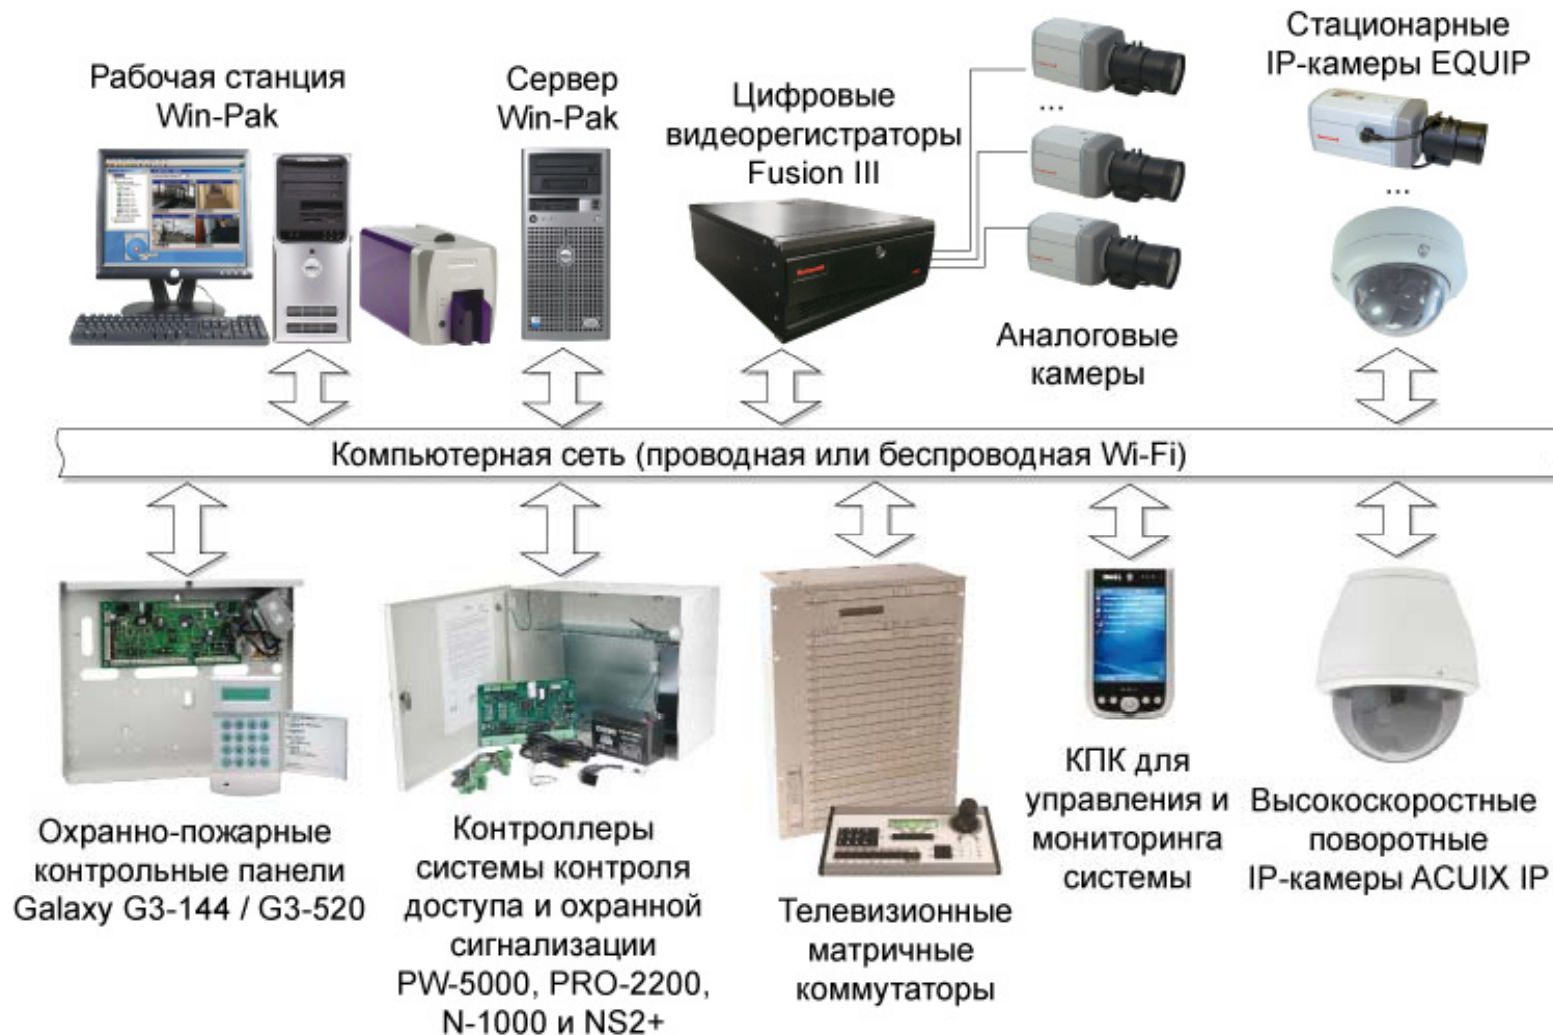 Рабочая станция
Win-Pak
Сервер
Win-Pak
Цифровые
видеорегистраторы
Fusion III
...
Аналоговые
камеры
Стационарные
IP-камеры EQUIP
...
Компьютерная сеть (проводная или беспроводная Wi-Fi)
Охранно-пожарные
контрольные панели
Galaxy G3-144 / G3-520
Контроллеры
системы контроля
доступа и охранной
сигнализации
PW-5000, PRO-2200,
N-1000 и NS2+
Телевизионные
матричные
коммутаторы
DELL
КПК для
управления и
мониторинга
системы
Высокоскоростные
поворотные
IP-камеры ACUIX IP